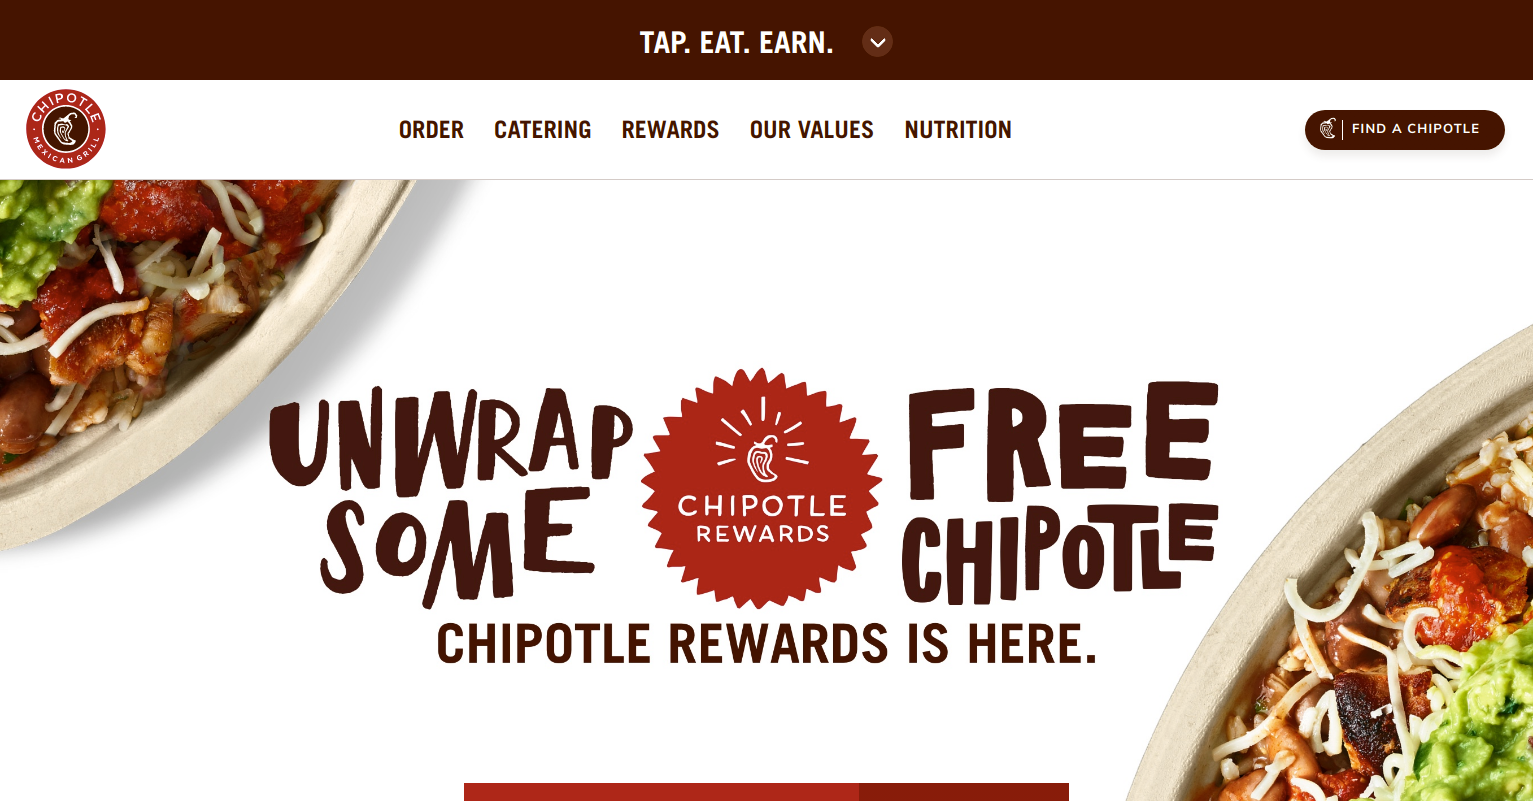 TAP. EAT. EARN.
CHIPOTLE
MEXICAN GRILL
ORDER CATERING REWARDS OUR VALUES NUTRITION
FIND A CHIPOTLE
UNWRAP
SOME
CHIPOTLE
REWARDS
FREE
CHIPOTLE
CHIPOTLE REWARDS IS HERE.